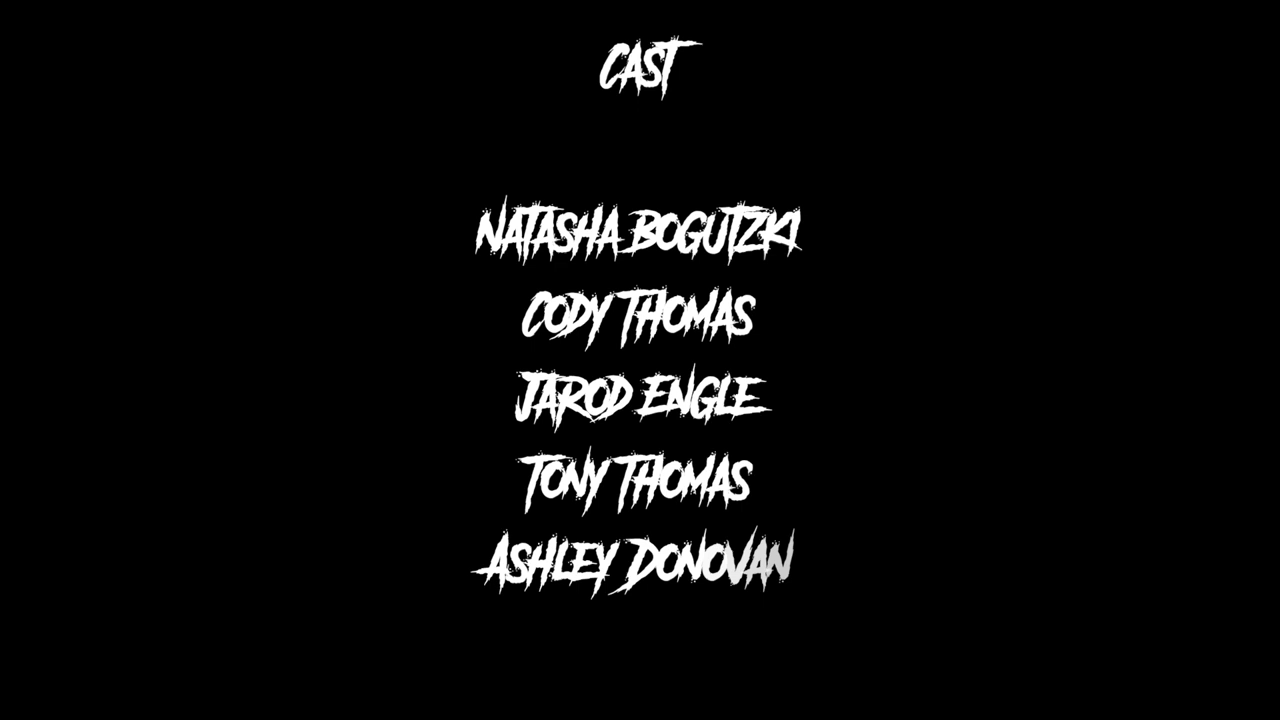 CAST
NATASHA BOGUTZKI
CODY THOMAS
JAROD ENGLE
TONY THOMAS
ASHLEY DONOVAN